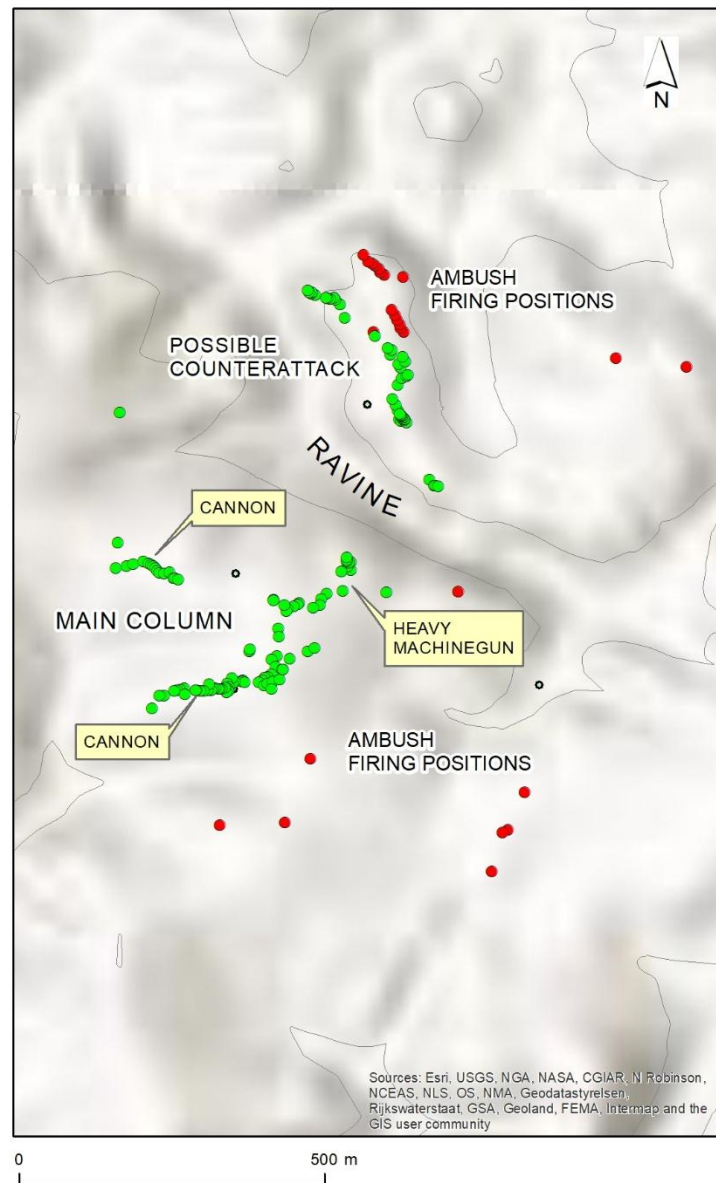 N
AMBUSH
FIRING POSITIONS
POSSIBLE
COUNTERATTACK
RAVINE
CANNON
MAIN COLUMN
HEAVY
MACHINEGUN
CANNON
AMBUSH
FIRING POSITIONS
Sources: Esri, USGS, NGA, NASA, CGIAR, N Robinson,
NCEAS, NLS, OS, NMA, Geodatastyrelsen,
Rijkswaterstaat, GSA, Geoland, FEMA, Intermap and the
GIS user community
0 500 m